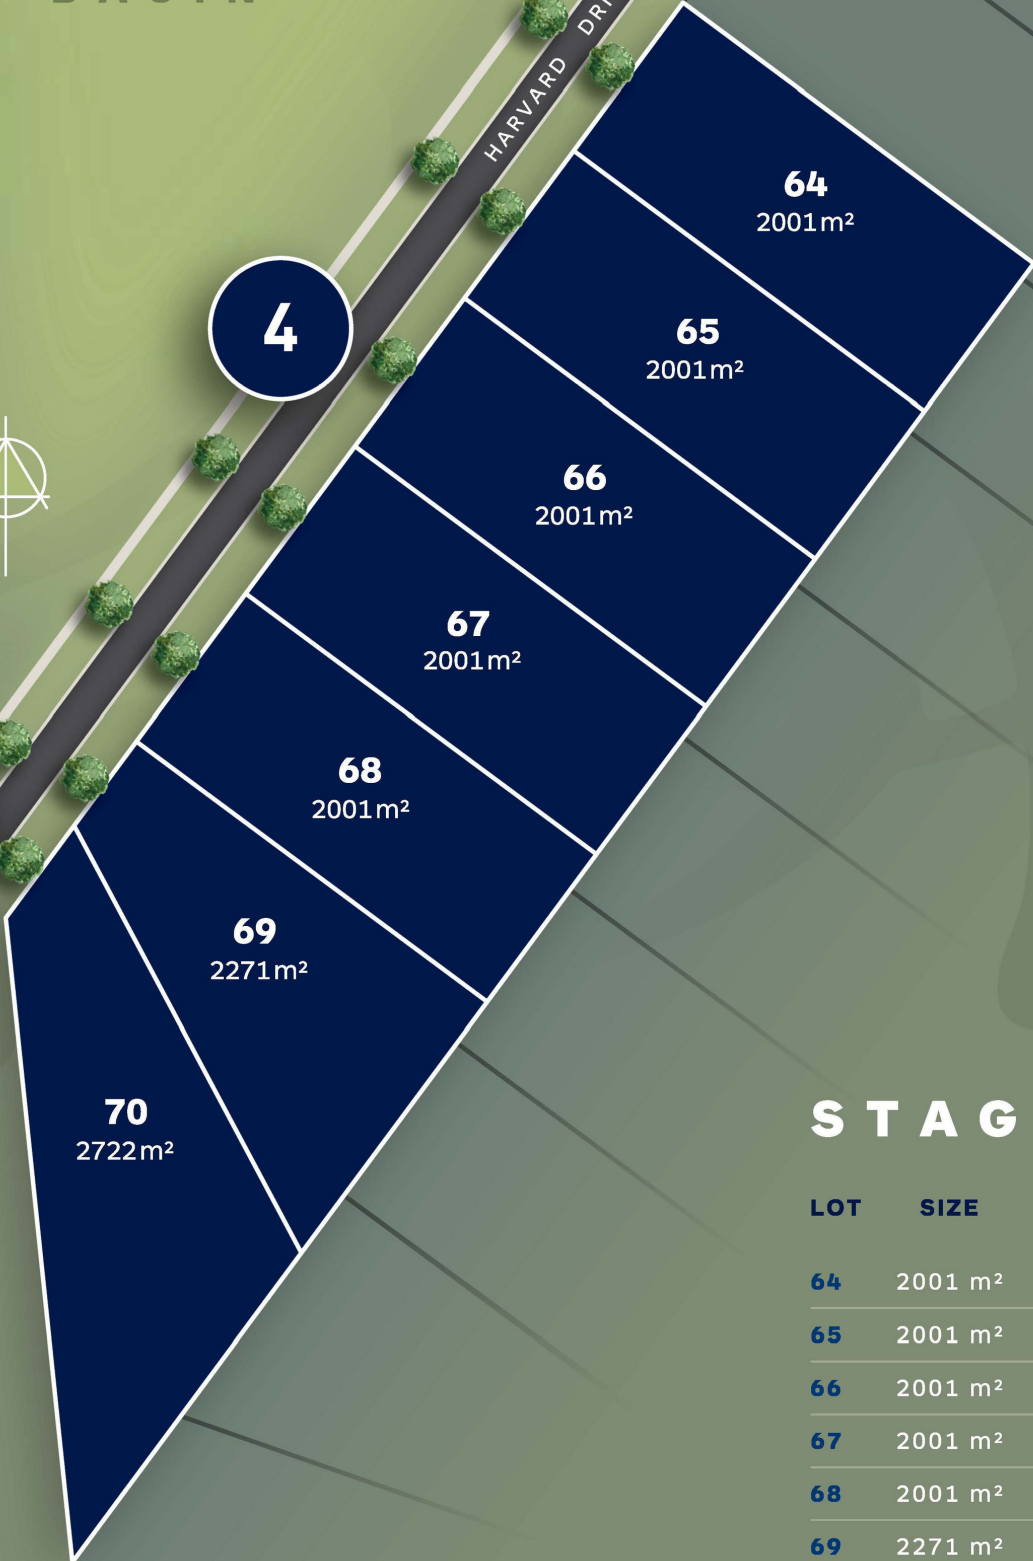 HARVARD DRI
64
2001m²
65
2001m²
4
66
2001m²
67
2001m²
68
2001m²
69
2271m²
70
2722m²
STAG
LOT SIZE
64 2001 m²
65 2001 m²
66 2001 m²
67 2001 m²
68 2001 m²
69 2271 m²